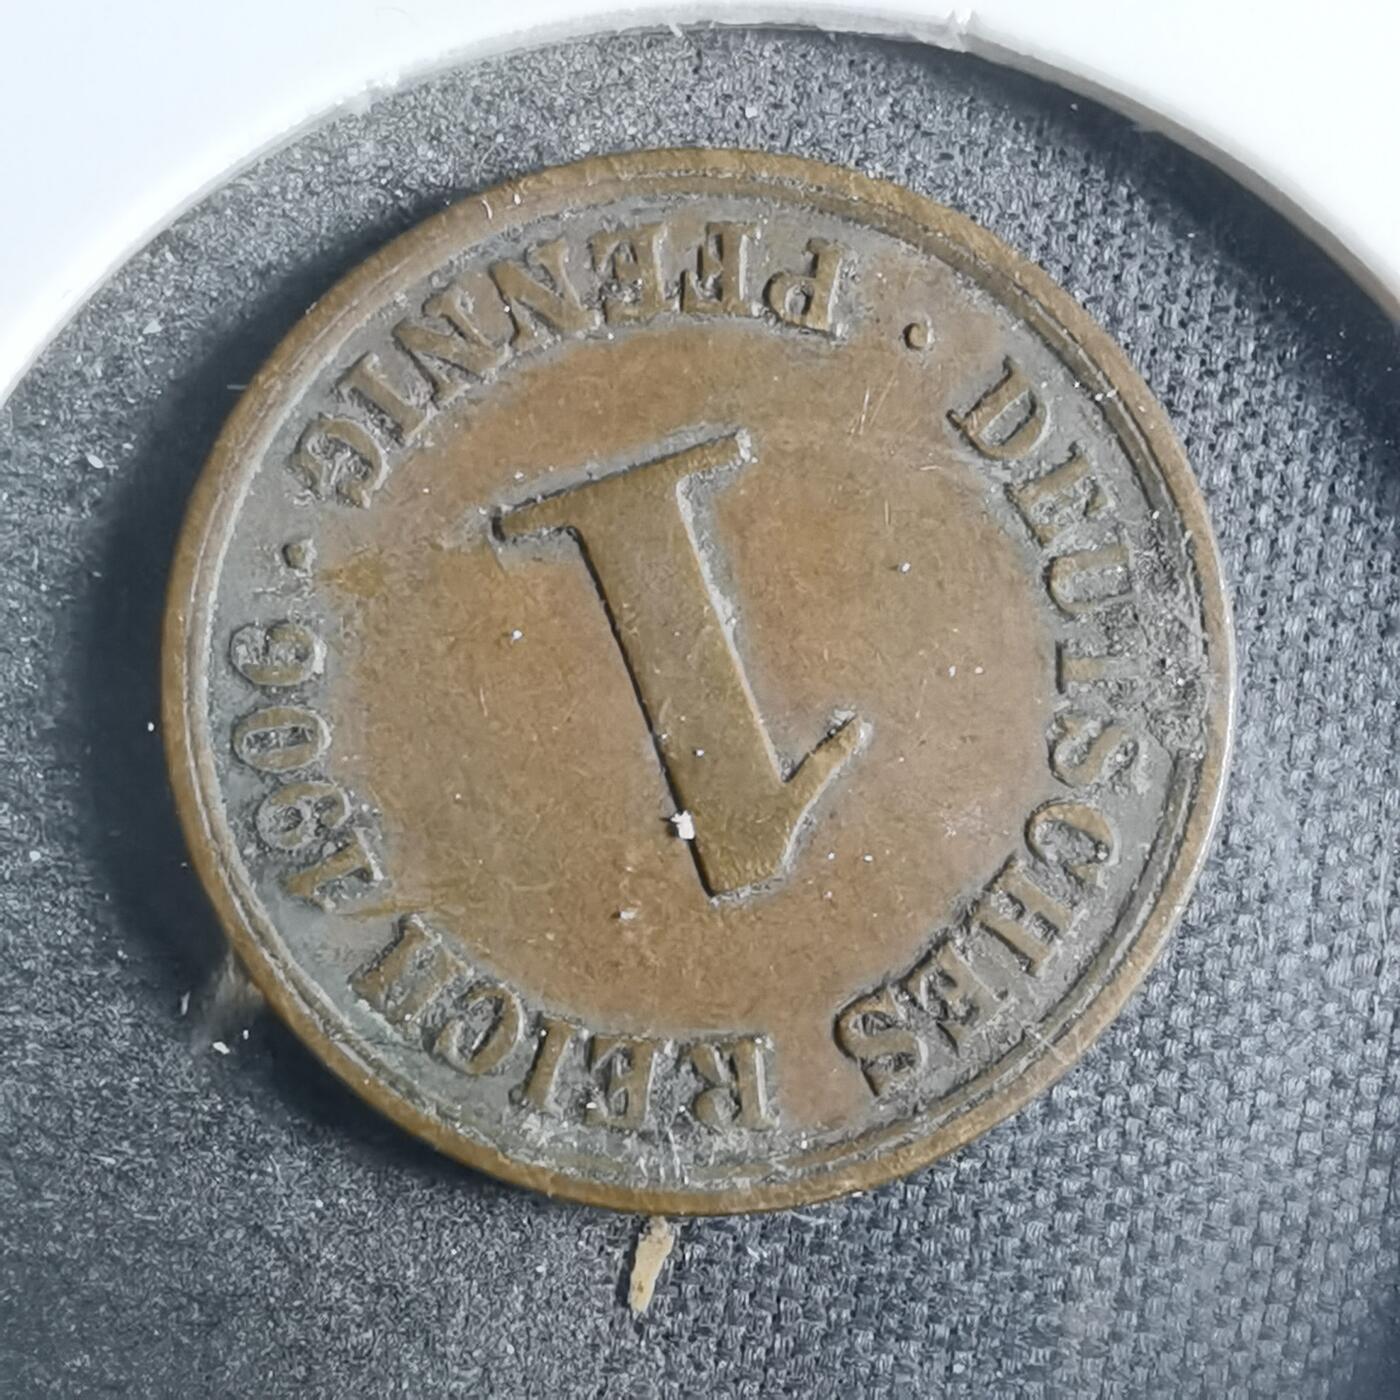 DEUTSCHES REICH 1906
1
· PFENNIG ·